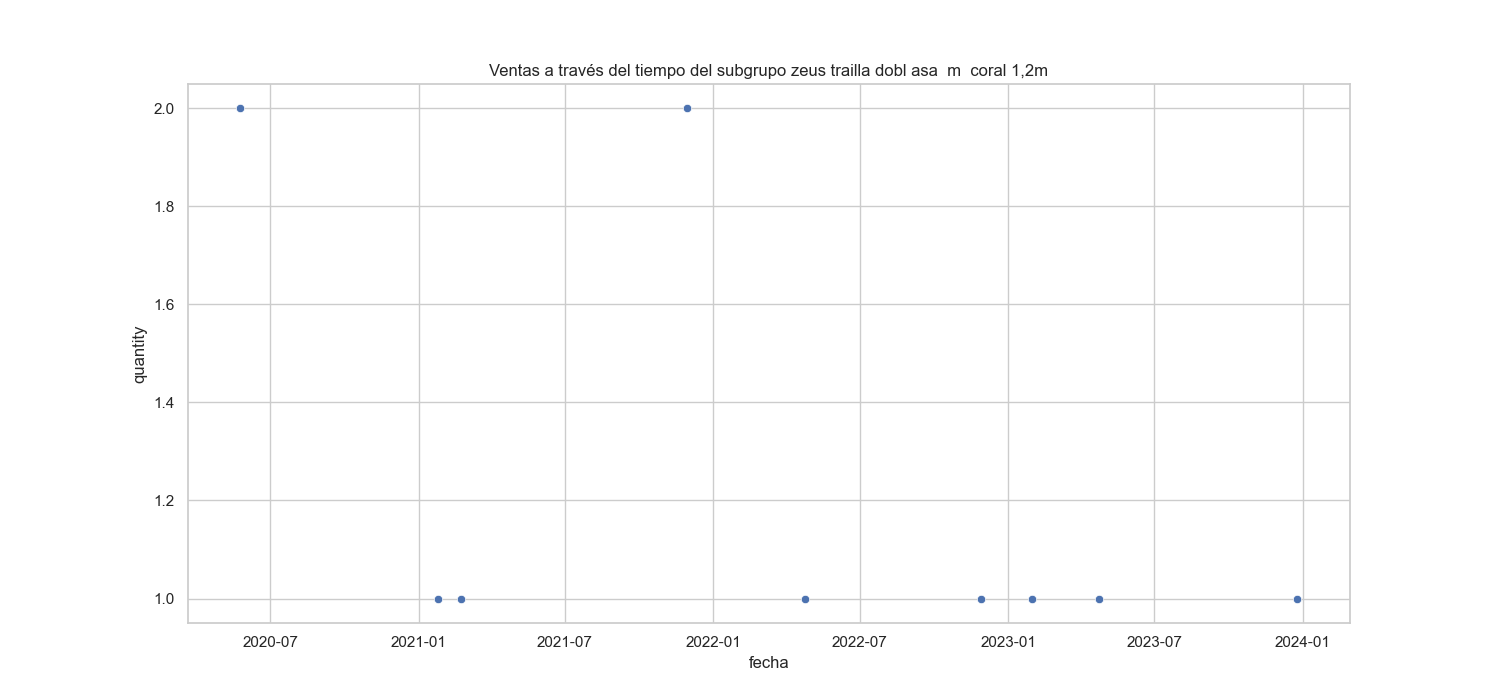 Ventas a través del tiempo del subgrupo zeus trailla dobl asa  m  coral 1,2m
2.0
1.8
1.6
1.4
1.2
1.0
quantity
2020-07 2021-01 2021-07 2022-01 2022-07 2023-01 2023-07 2024-01
fecha